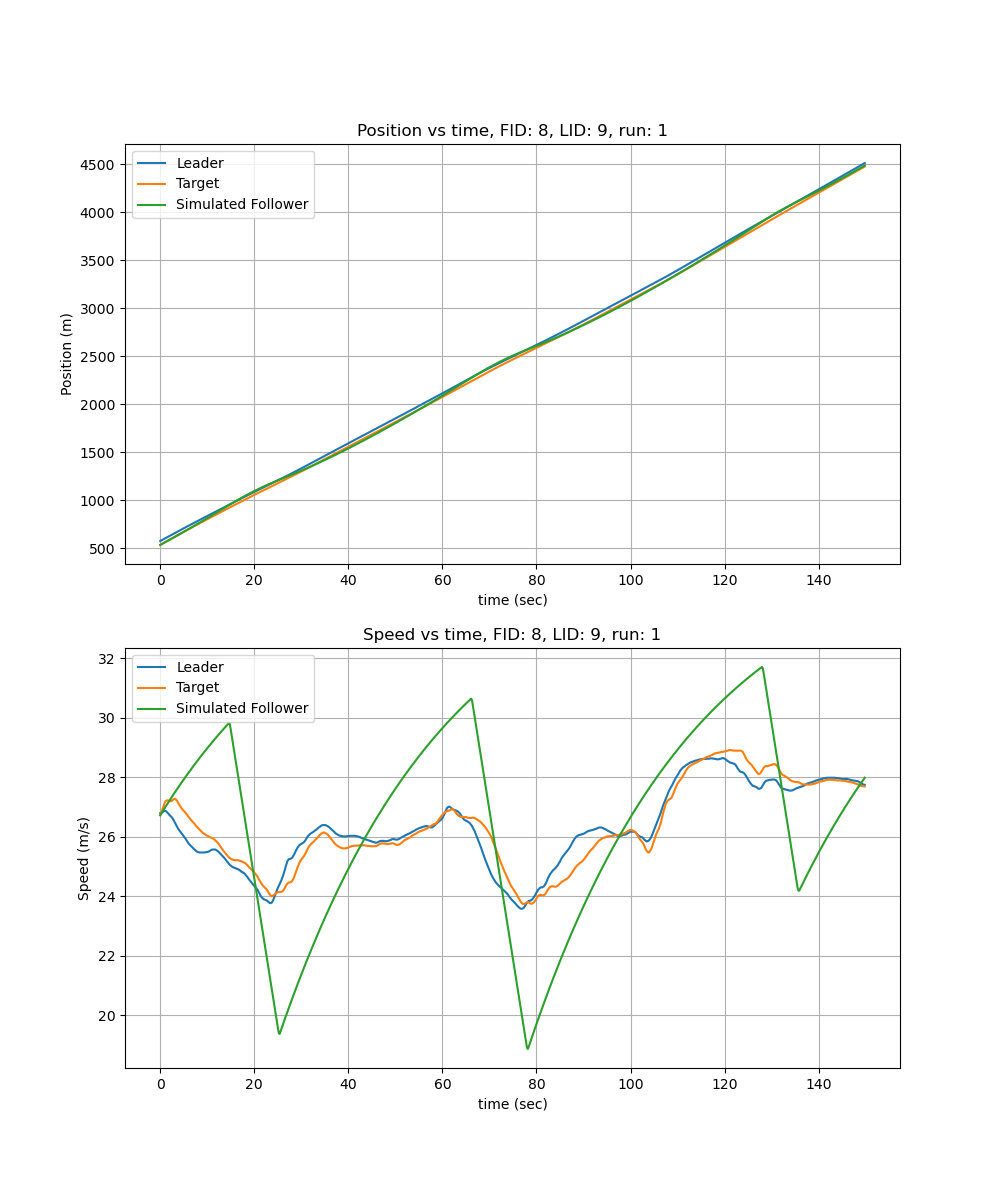 Position vs time, FID: 8, LID: 9, run: 1
Leader
Target
Simulated Follower
4500
4000
3500
3000
2500
2000
1500
1000
500
Position (m)
0 20 40 60 80 100 120 140
time (sec)
Speed vs time, FID: 8, LID: 9, run: 1
Leader
Target
Simulated Follower
32
30
28
26
24
22
20
Speed (m/s)
0 20 40 60 80 100 120 140
time (sec)